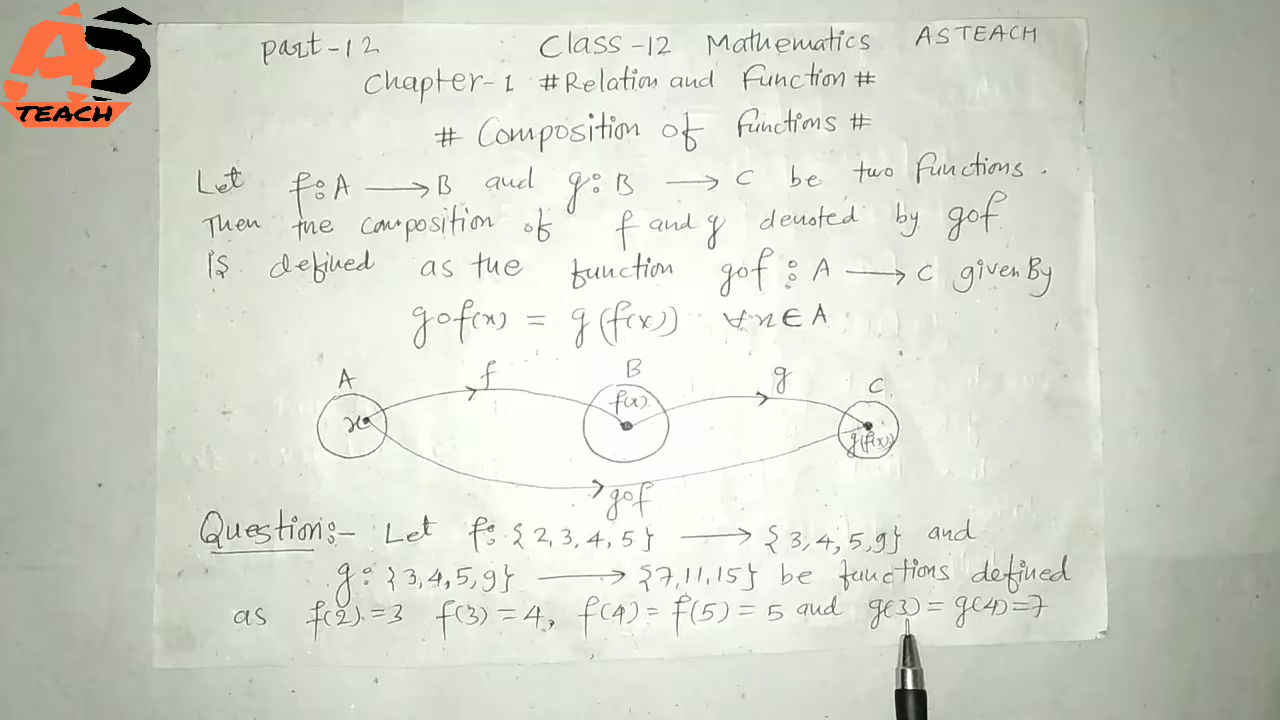 AS
TEACH
part-12 Class-12 Mathematics ASTEACH
Chapter-1 #Relation and Function#
# Composition of functions #
Let f:A ⟶ B and g:B ⟶ C be two functions.
Then the composition of f and g denoted by gof
is defined as the function gof : A ⟶ C given By
gof(x) = g(f(x)) ∀x∈A
A f B g C
x f(x) g(f(x))
gof
Question:- Let f:{2,3,4,5} ⟶ {3,4,5,9} and
g:{3,4,5,9} ⟶ {7,11,15} be functions defined
as f(2)=3 f(3)=4, f(4)=f(5)=5 and g(3)=g(4)=7